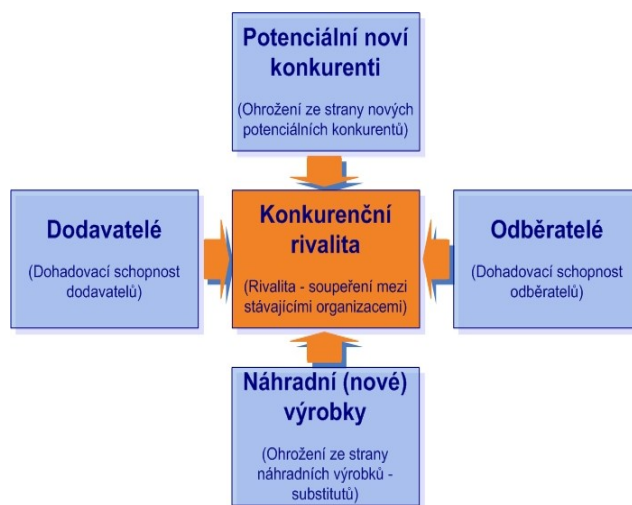 Potenciální noví
konkurenti
(Ohrožení ze strany nových
potenciálních konkurentů)
Dodavatelé
(Dohadovací schopnost
dodavatelů)
Konkurenční
rivalita
(Rivalita - soupeření mezi
stávajícími organizacemi)
Odběratelé
(Dohadovací schopnost
odběratelů)
Náhradní (nové)
výrobky
(Ohrožení ze strany
náhradních výrobků -
substitutů)